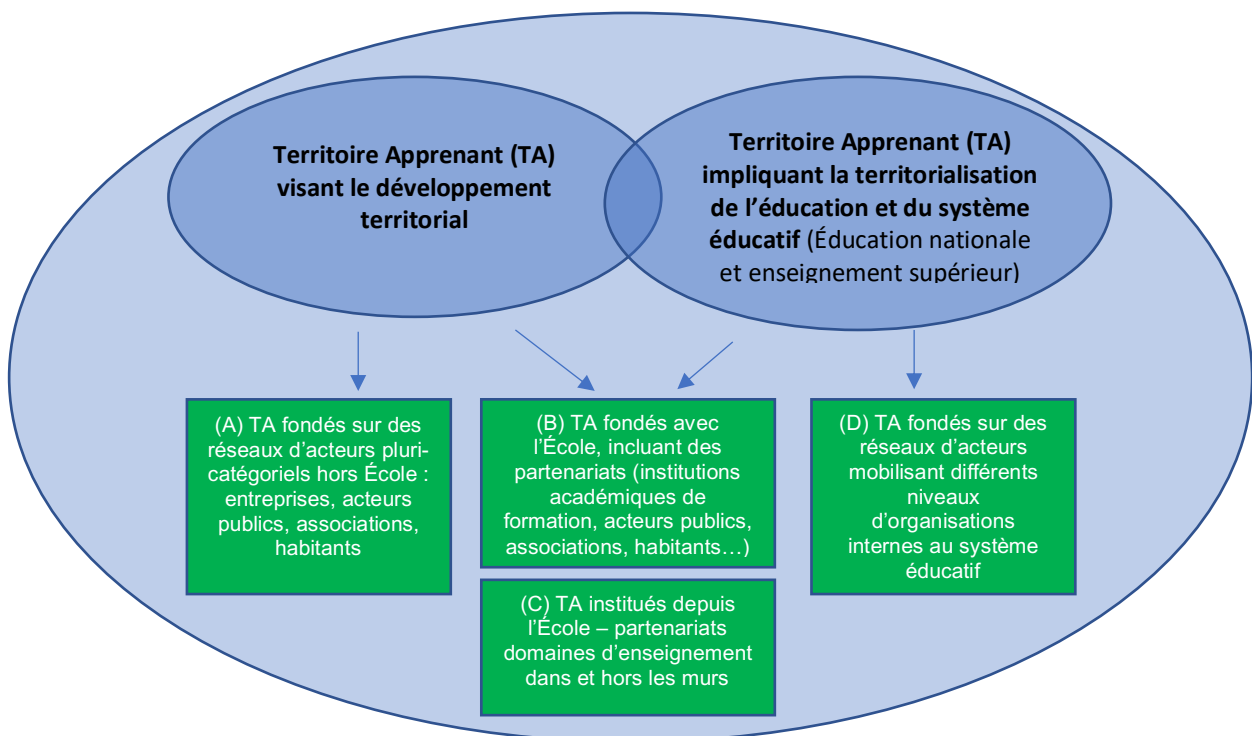 Territoire Apprenant (TA)
visant le développement
territorial
Territoire Apprenant (TA)
impliquant la territorialisation
de l’éducation et du système
éducatif (Éducation nationale
et enseignement supérieur)
(A) TA fondés sur des
réseaux d’acteurs pluri-
catégoriels hors École :
entreprises, acteurs
publics, associations,
habitants
(B) TA fondés avec
l’École, incluant des
partenariats (institutions
académiques de
formation, acteurs publics,
associations, habitants…)
(C) TA institués depuis
l’École – partenariats
domaines d’enseignement
dans et hors les murs
(D) TA fondés sur des
réseaux d’acteurs
mobilisant différents
niveaux
d’organisations
internes au système
éducatif